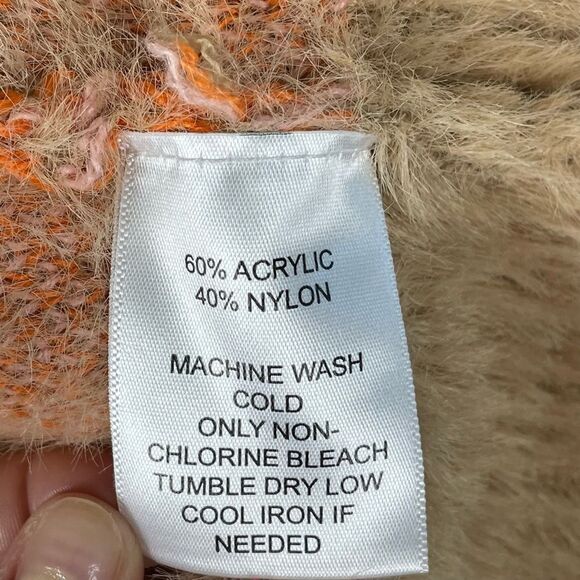 60% ACRYLIC
40% NYLON
MACHINE WASH
COLD
ONLY NON-
CHLORINE BLEACH
TUMBLE DRY LOW
COOL IRON IF
NEEDED